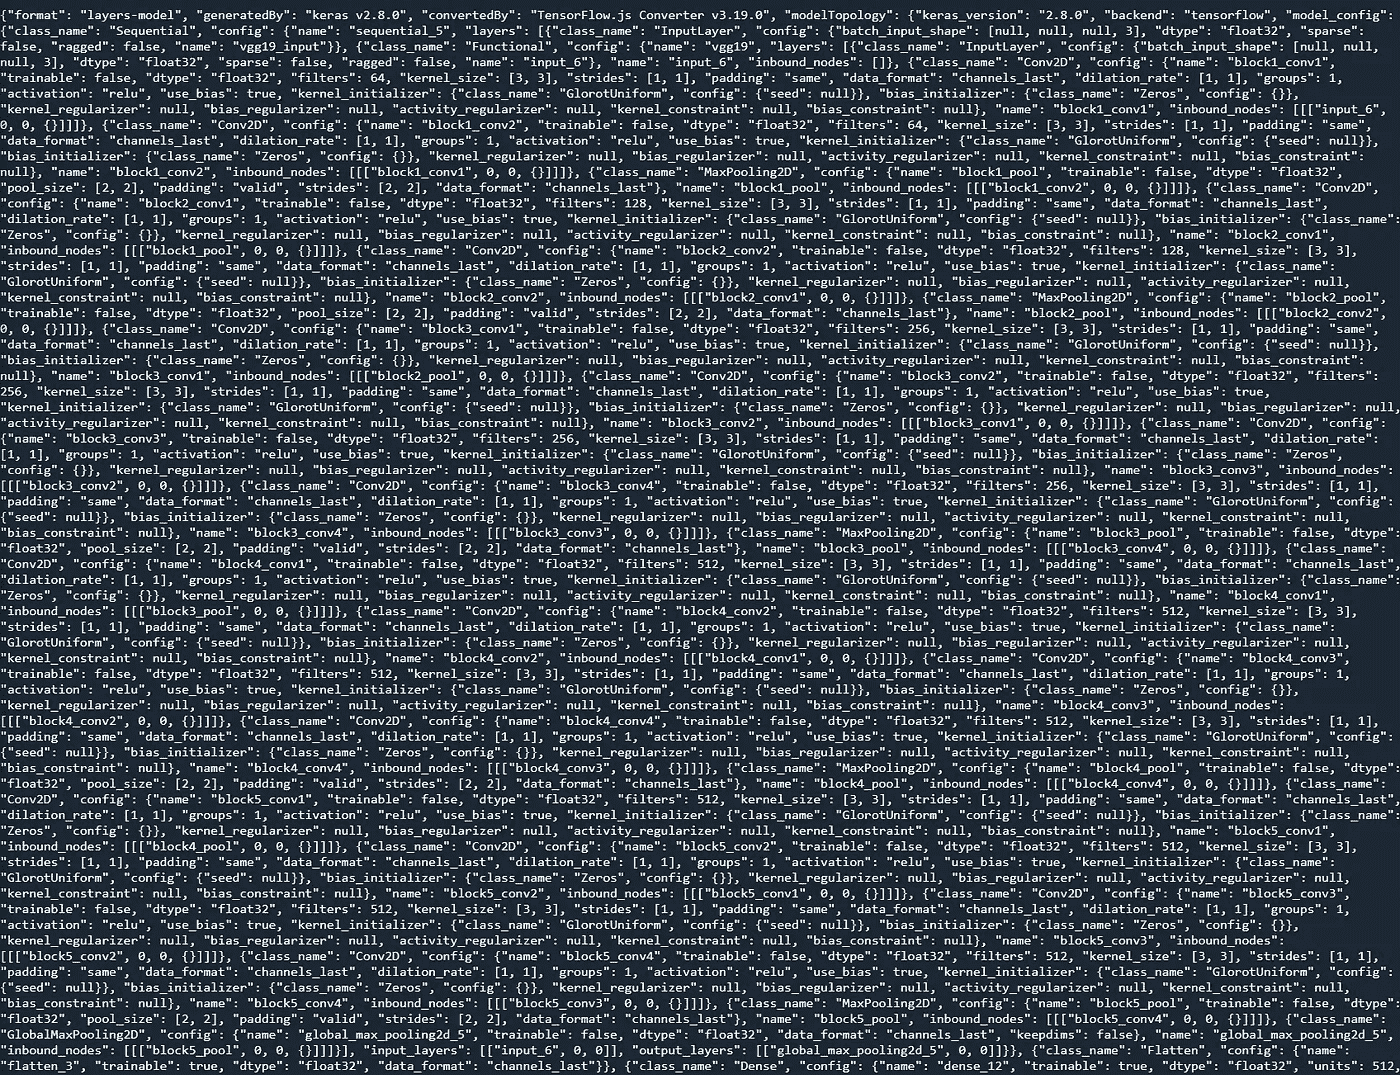 {"format": "layers-model", "generatedBy": "keras v2.8.0", "convertedBy": "TensorFlow.js Converter v3.19.0", "modelTopology": {"keras_version": "2.8.0", "backend": "tensorflow", "model_config":
{"class_name": "Sequential", "config": {"name": "sequential_5", "layers": [{"class_name": "InputLayer", "config": {"batch_input_shape": [null, null, null, 3], "dtype": "float32", "sparse":
false, "ragged": false, "name": "vgg19_input"}}, {"class_name": "Functional", "config": {"name": "vgg19", "layers": [{"class_name": "InputLayer", "config": {"batch_input_shape": [null, null,
null, 3], "dtype": "float32", "sparse": false, "ragged": false, "name": "input_6"}, "name": "input_6", "inbound_nodes": []}, {"class_name": "Conv2D", "config": {"name": "block1_conv1",
"trainable": false, "dtype": "float32", "filters": 64, "kernel_size": [3, 3], "strides": [1, 1], "padding": "same", "data_format": "channels_last", "dilation_rate": [1, 1], "groups": 1,
"activation": "relu", "use_bias": true, "kernel_initializer": {"class_name": "GlorotUniform", "config": {"seed": null}}, "bias_initializer": {"class_name": "Zeros", "config": {}},
"kernel_regularizer": null, "bias_regularizer": null, "activity_regularizer": null, "kernel_constraint": null, "bias_constraint": null}, "name": "block1_conv1", "inbound_nodes": [[["input_6",
0, 0, {}]]]}, {"class_name": "Conv2D", "config": {"name": "block1_conv2", "trainable": false, "dtype": "float32", "filters": 64, "kernel_size": [3, 3], "strides": [1, 1], "padding": "same",
"data_format": "channels_last", "dilation_rate": [1, 1], "groups": 1, "activation": "relu", "use_bias": true, "kernel_initializer": {"class_name": "GlorotUniform", "config": {"seed": null}},
"bias_initializer": {"class_name": "Zeros", "config": {}}, "kernel_regularizer": null, "bias_regularizer": null, "activity_regularizer": null, "kernel_constraint": null, "bias_constraint":
null}, "name": "block1_conv2", "inbound_nodes": [[["block1_conv1", 0, 0, {}]]]}, {"class_name": "MaxPooling2D", "config": {"name": "block1_pool", "trainable": false, "dtype": "float32",
"pool_size": [2, 2], "padding": "valid", "strides": [2, 2], "data_format": "channels_last"}, "name": "block1_pool", "inbound_nodes": [[["block1_conv2", 0, 0, {}]]]}, {"class_name": "Conv2D",
"config": {"name": "block2_conv1", "trainable": false, "dtype": "float32", "filters": 128, "kernel_size": [3, 3], "strides": [1, 1], "padding": "same", "data_format": "channels_last",
"dilation_rate": [1, 1], "groups": 1, "activation": "relu", "use_bias": true, "kernel_initializer": {"class_name": "GlorotUniform", "config": {"seed": null}}, "bias_initializer": {"class_name":
"Zeros", "config": {}}, "kernel_regularizer": null, "bias_regularizer": null, "activity_regularizer": null, "kernel_constraint": null, "bias_constraint": null}, "name": "block2_conv1",
"inbound_nodes": [[["block1_pool", 0, 0, {}]]]}, {"class_name": "Conv2D", "config": {"name": "block2_conv2", "trainable": false, "dtype": "float32", "filters": 128, "kernel_size": [3, 3],
"strides": [1, 1], "padding": "same", "data_format": "channels_last", "dilation_rate": [1, 1], "groups": 1, "activation": "relu", "use_bias": true, "kernel_initializer": {"class_name":
"GlorotUniform", "config": {"seed": null}}, "bias_initializer": {"class_name": "Zeros", "config": {}}, "kernel_regularizer": null, "bias_regularizer": null, "activity_regularizer": null,
"kernel_constraint": null, "bias_constraint": null}, "name": "block2_conv2", "inbound_nodes": [[["block2_conv1", 0, 0, {}]]]}, {"class_name": "MaxPooling2D", "config": {"name": "block2_pool",
"trainable": false, "dtype": "float32", "pool_size": [2, 2], "padding": "valid", "strides": [2, 2], "data_format": "channels_last"}, "name": "block2_pool", "inbound_nodes": [[["block2_conv2",
0, 0, {}]]]}, {"class_name": "Conv2D", "config": {"name": "block3_conv1", "trainable": false, "dtype": "float32", "filters": 256, "kernel_size": [3, 3], "strides": [1, 1], "padding": "same",
"data_format": "channels_last", "dilation_rate": [1, 1], "groups": 1, "activation": "relu", "use_bias": true, "kernel_initializer": {"class_name": "GlorotUniform", "config": {"seed": null}},
"bias_initializer": {"class_name": "Zeros", "config": {}}, "kernel_regularizer": null, "bias_regularizer": null, "activity_regularizer": null, "kernel_constraint": null, "bias_constraint":
null}, "name": "block3_conv1", "inbound_nodes": [[["block2_pool", 0, 0, {}]]]}, {"class_name": "Conv2D", "config": {"name": "block3_conv2", "trainable": false, "dtype": "float32", "filters":
256, "kernel_size": [3, 3], "strides": [1, 1], "padding": "same", "data_format": "channels_last", "dilation_rate": [1, 1], "groups": 1, "activation": "relu", "use_bias": true,
"kernel_initializer": {"class_name": "GlorotUniform", "config": {"seed": null}}, "bias_initializer": {"class_name": "Zeros", "config": {}}, "kernel_regularizer": null, "bias_regularizer": null,
"activity_regularizer": null, "kernel_constraint": null, "bias_constraint": null}, "name": "block3_conv2", "inbound_nodes": [[["block3_conv1", 0, 0, {}]]]}, {"class_name": "Conv2D", "config":
{"name": "block3_conv3", "trainable": false, "dtype": "float32", "filters": 256, "kernel_size": [3, 3], "strides": [1, 1], "padding": "same", "data_format": "channels_last", "dilation_rate":
[1, 1], "groups": 1, "activation": "relu", "use_bias": true, "kernel_initializer": {"class_name": "GlorotUniform", "config": {"seed": null}}, "bias_initializer": {"class_name": "Zeros",
"config": {}}, "kernel_regularizer": null, "bias_regularizer": null, "activity_regularizer": null, "kernel_constraint": null, "bias_constraint": null}, "name": "block3_conv3", "inbound_nodes":
[[["block3_conv2", 0, 0, {}]]]}, {"class_name": "Conv2D", "config": {"name": "block3_conv4", "trainable": false, "dtype": "float32", "filters": 256, "kernel_size": [3, 3], "strides": [1, 1],
"padding": "same", "data_format": "channels_last", "dilation_rate": [1, 1], "groups": 1, "activation": "relu", "use_bias": true, "kernel_initializer": {"class_name": "GlorotUniform", "config":
{"seed": null}}, "bias_initializer": {"class_name": "Zeros", "config": {}}, "kernel_regularizer": null, "bias_regularizer": null, "activity_regularizer": null, "kernel_constraint": null,
"bias_constraint": null}, "name": "block3_conv4", "inbound_nodes": [[["block3_conv3", 0, 0, {}]]]}, {"class_name": "MaxPooling2D", "config": {"name": "block3_pool", "trainable": false, "dtype":
"float32", "pool_size": [2, 2], "padding": "valid", "strides": [2, 2], "data_format": "channels_last"}, "name": "block3_pool", "inbound_nodes": [[["block3_conv4", 0, 0, {}]]]}, {"class_name":
"Conv2D", "config": {"name": "block4_conv1", "trainable": false, "dtype": "float32", "filters": 512, "kernel_size": [3, 3], "strides": [1, 1], "padding": "same", "data_format": "channels_last",
"dilation_rate": [1, 1], "groups": 1, "activation": "relu", "use_bias": true, "kernel_initializer": {"class_name": "GlorotUniform", "config": {"seed": null}}, "bias_initializer": {"class_name":
"Zeros", "config": {}}, "kernel_regularizer": null, "bias_regularizer": null, "activity_regularizer": null, "kernel_constraint": null, "bias_constraint": null}, "name": "block4_conv1",
"inbound_nodes": [[["block3_pool", 0, 0, {}]]]}, {"class_name": "Conv2D", "config": {"name": "block4_conv2", "trainable": false, "dtype": "float32", "filters": 512, "kernel_size": [3, 3],
"strides": [1, 1], "padding": "same", "data_format": "channels_last", "dilation_rate": [1, 1], "groups": 1, "activation": "relu", "use_bias": true, "kernel_initializer": {"class_name":
"GlorotUniform", "config": {"seed": null}}, "bias_initializer": {"class_name": "Zeros", "config": {}}, "kernel_regularizer": null, "bias_regularizer": null, "activity_regularizer": null,
"kernel_constraint": null, "bias_constraint": null}, "name": "block4_conv2", "inbound_nodes": [[["block4_conv1", 0, 0, {}]]]}, {"class_name": "Conv2D", "config": {"name": "block4_conv3",
"trainable": false, "dtype": "float32", "filters": 512, "kernel_size": [3, 3], "strides": [1, 1], "padding": "same", "data_format": "channels_last", "dilation_rate": [1, 1], "groups": 1,
"activation": "relu", "use_bias": true, "kernel_initializer": {"class_name": "GlorotUniform", "config": {"seed": null}}, "bias_initializer": {"class_name": "Zeros", "config": {}},
"kernel_regularizer": null, "bias_regularizer": null, "activity_regularizer": null, "kernel_constraint": null, "bias_constraint": null}, "name": "block4_conv3", "inbound_nodes":
[[["block4_conv2", 0, 0, {}]]]}, {"class_name": "Conv2D", "config": {"name": "block4_conv4", "trainable": false, "dtype": "float32", "filters": 512, "kernel_size": [3, 3], "strides": [1, 1],
"padding": "same", "data_format": "channels_last", "dilation_rate": [1, 1], "groups": 1, "activation": "relu", "use_bias": true, "kernel_initializer": {"class_name": "GlorotUniform", "config":
{"seed": null}}, "bias_initializer": {"class_name": "Zeros", "config": {}}, "kernel_regularizer": null, "bias_regularizer": null, "activity_regularizer": null, "kernel_constraint": null,
"bias_constraint": null}, "name": "block4_conv4", "inbound_nodes": [[["block4_conv3", 0, 0, {}]]]}, {"class_name": "MaxPooling2D", "config": {"name": "block4_pool", "trainable": false, "dtype":
"float32", "pool_size": [2, 2], "padding": "valid", "strides": [2, 2], "data_format": "channels_last"}, "name": "block4_pool", "inbound_nodes": [[["block4_conv4", 0, 0, {}]]]}, {"class_name":
"Conv2D", "config": {"name": "block5_conv1", "trainable": false, "dtype": "float32", "filters": 512, "kernel_size": [3, 3], "strides": [1, 1], "padding": "same", "data_format": "channels_last",
"dilation_rate": [1, 1], "groups": 1, "activation": "relu", "use_bias": true, "kernel_initializer": {"class_name": "GlorotUniform", "config": {"seed": null}}, "bias_initializer": {"class_name":
"Zeros", "config": {}}, "kernel_regularizer": null, "bias_regularizer": null, "activity_regularizer": null, "kernel_constraint": null, "bias_constraint": null}, "name": "block5_conv1",
"inbound_nodes": [[["block4_pool", 0, 0, {}]]]}, {"class_name": "Conv2D", "config": {"name": "block5_conv2", "trainable": false, "dtype": "float32", "filters": 512, "kernel_size": [3, 3],
"strides": [1, 1], "padding": "same", "data_format": "channels_last", "dilation_rate": [1, 1], "groups": 1, "activation": "relu", "use_bias": true, "kernel_initializer": {"class_name":
"GlorotUniform", "config": {"seed": null}}, "bias_initializer": {"class_name": "Zeros", "config": {}}, "kernel_regularizer": null, "bias_regularizer": null, "activity_regularizer": null,
"kernel_constraint": null, "bias_constraint": null}, "name": "block5_conv2", "inbound_nodes": [[["block5_conv1", 0, 0, {}]]]}, {"class_name": "Conv2D", "config": {"name": "block5_conv3",
"trainable": false, "dtype": "float32", "filters": 512, "kernel_size": [3, 3], "strides": [1, 1], "padding": "same", "data_format": "channels_last", "dilation_rate": [1, 1], "groups": 1,
"activation": "relu", "use_bias": true, "kernel_initializer": {"class_name": "GlorotUniform", "config": {"seed": null}}, "bias_initializer": {"class_name": "Zeros", "config": {}},
"kernel_regularizer": null, "bias_regularizer": null, "activity_regularizer": null, "kernel_constraint": null, "bias_constraint": null}, "name": "block5_conv3", "inbound_nodes":
[[["block5_conv2", 0, 0, {}]]]}, {"class_name": "Conv2D", "config": {"name": "block5_conv4", "trainable": false, "dtype": "float32", "filters": 512, "kernel_size": [3, 3], "strides": [1, 1],
"padding": "same", "data_format": "channels_last", "dilation_rate": [1, 1], "groups": 1, "activation": "relu", "use_bias": true, "kernel_initializer": {"class_name": "GlorotUniform", "config":
{"seed": null}}, "bias_initializer": {"class_name": "Zeros", "config": {}}, "kernel_regularizer": null, "bias_regularizer": null, "activity_regularizer": null, "kernel_constraint": null,
"bias_constraint": null}, "name": "block5_conv4", "inbound_nodes": [[["block5_conv3", 0, 0, {}]]]}, {"class_name": "MaxPooling2D", "config": {"name": "block5_pool", "trainable": false, "dtype":
"float32", "pool_size": [2, 2], "padding": "valid", "strides": [2, 2], "data_format": "channels_last"}, "name": "block5_pool", "inbound_nodes": [[["block5_conv4", 0, 0, {}]]]}, {"class_name":
"GlobalMaxPooling2D", "config": {"name": "global_max_pooling2d_5", "trainable": false, "dtype": "float32", "data_format": "channels_last", "keepdims": false}, "name": "global_max_pooling2d_5",
"inbound_nodes": [[["block5_pool", 0, 0, {}]]]}], "input_layers": [["input_6", 0, 0]], "output_layers": [["global_max_pooling2d_5", 0, 0]]}}, {"class_name": "Flatten", "config": {"name":
"flatten_3", "trainable": true, "dtype": "float32", "data_format": "channels_last"}}, {"class_name": "Dense", "config": {"name": "dense_12", "trainable": true, "dtype": "float32", "units": 512,